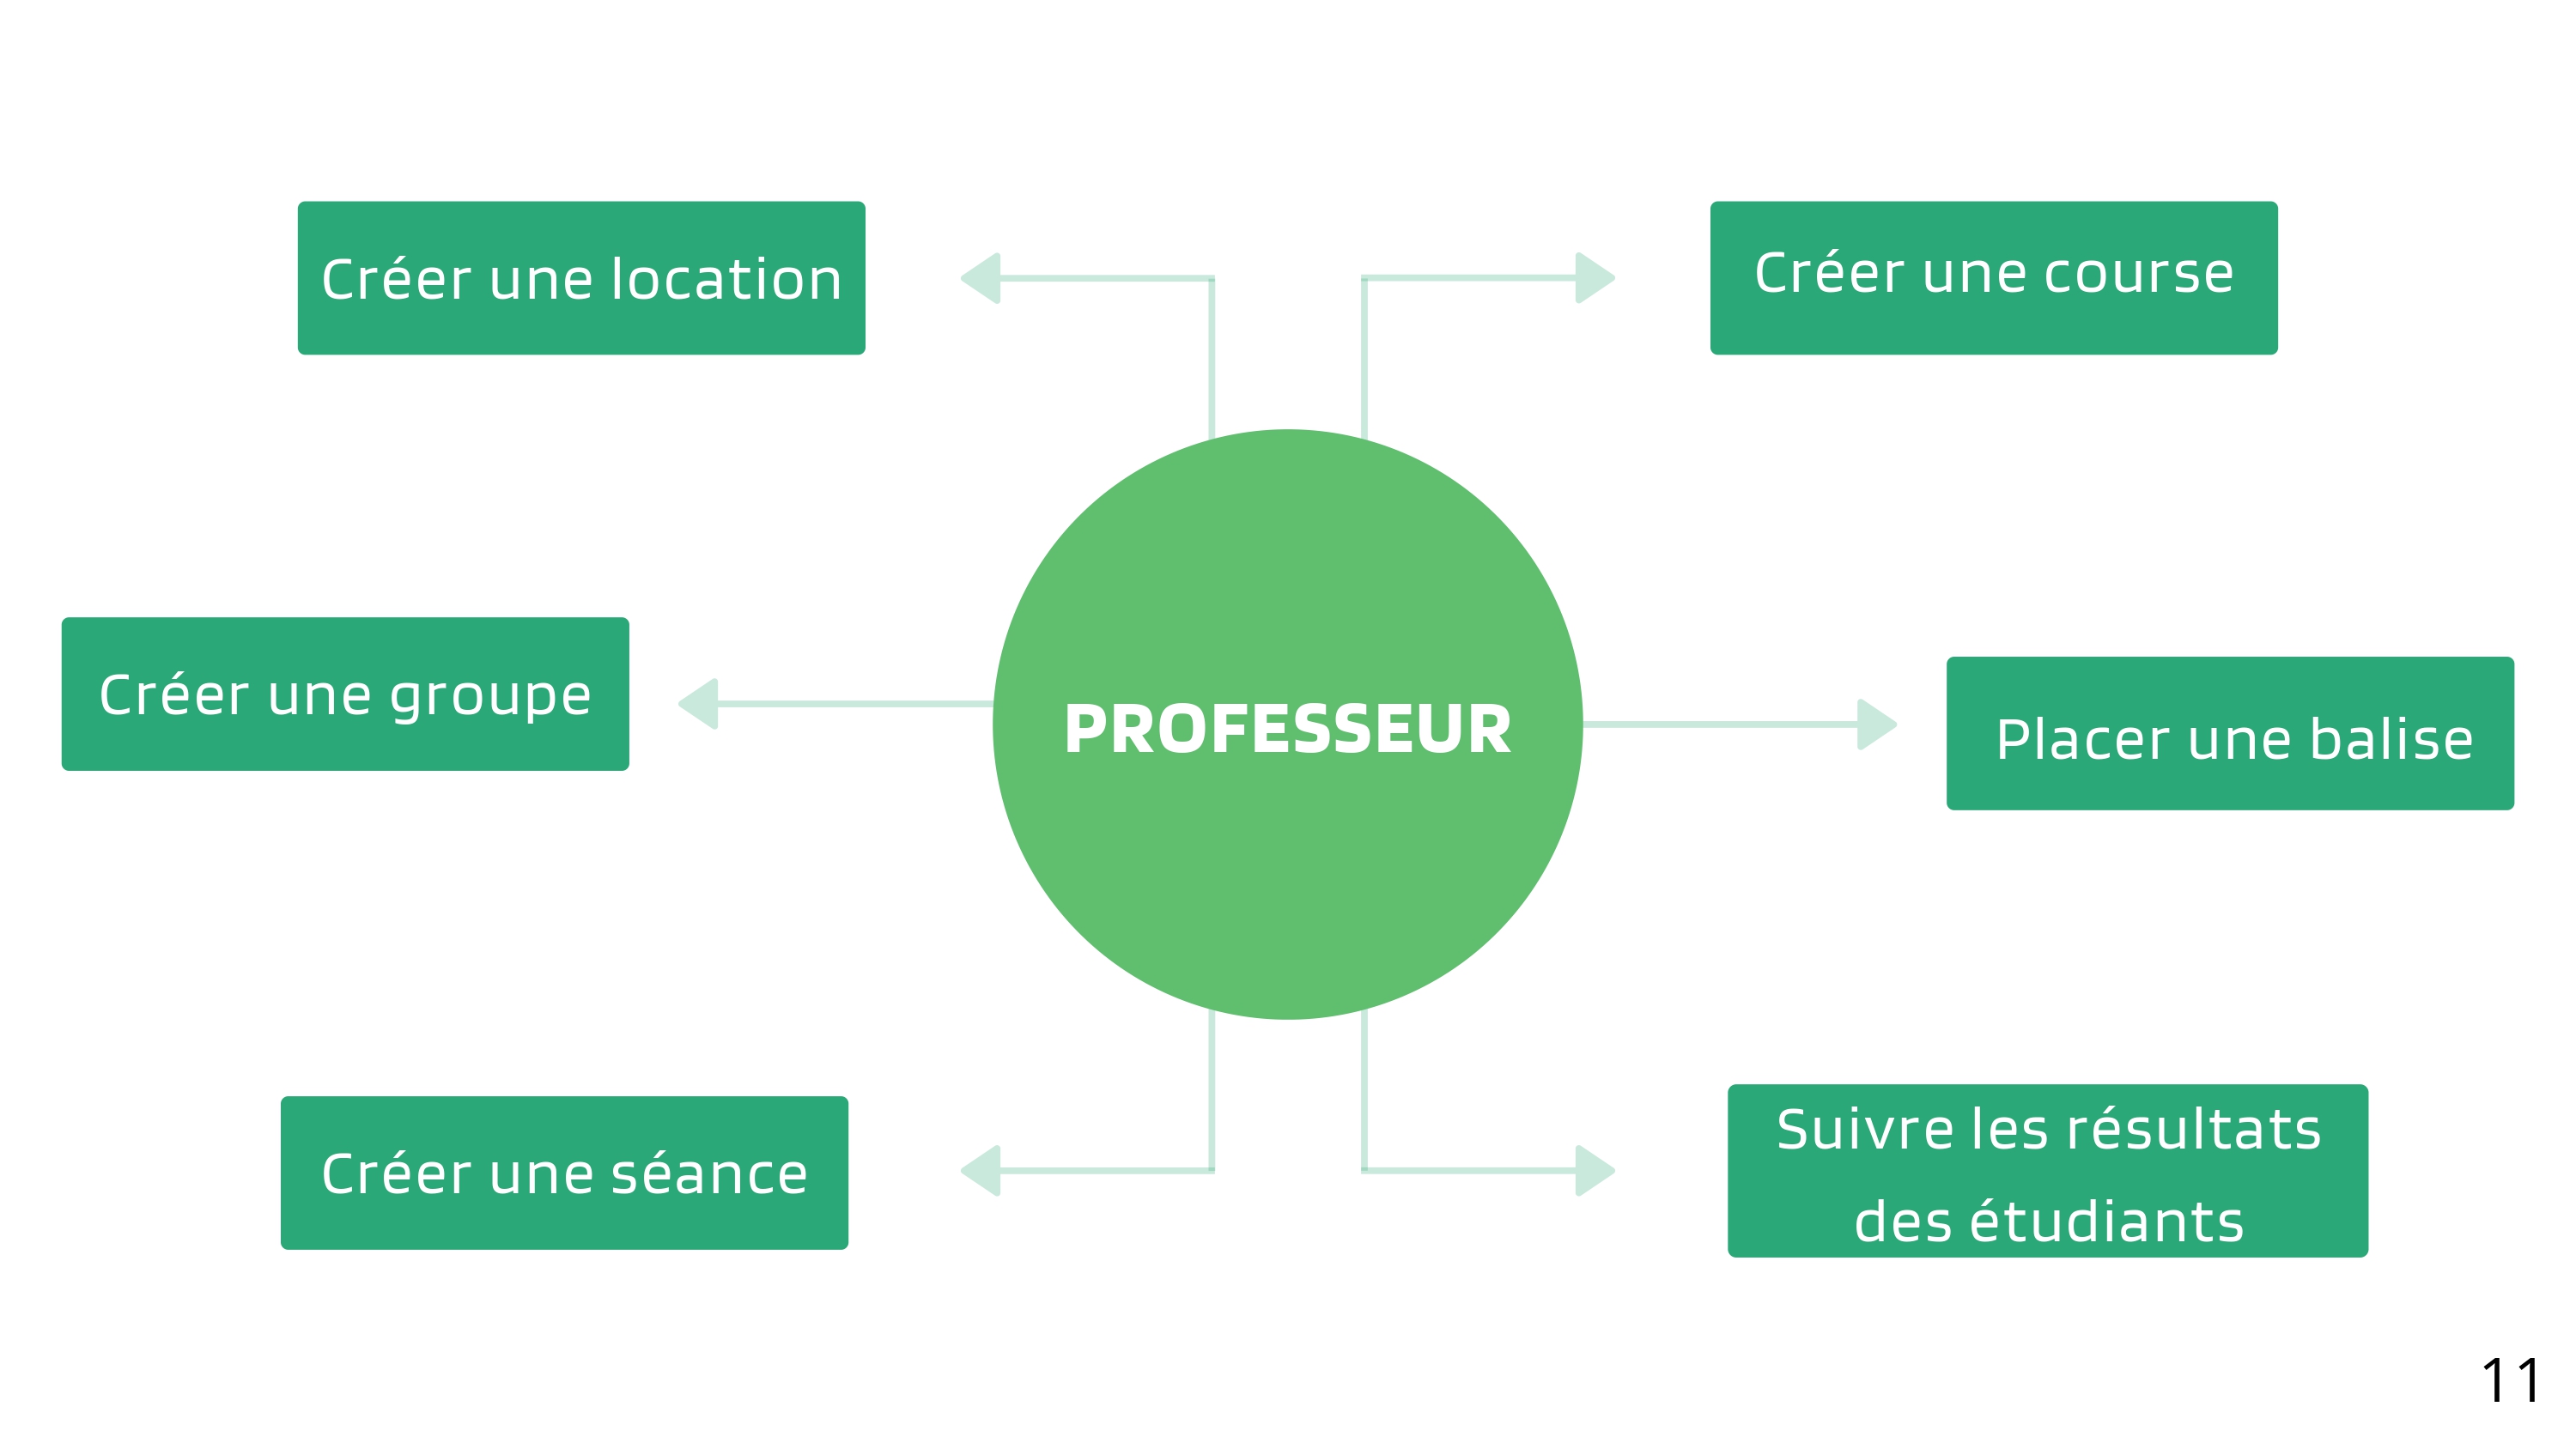 Créer une location
Créer une course
Créer une groupe
PROFESSEUR
Placer une balise
Créer une séance
Suivre les résultats
des étudiants
11